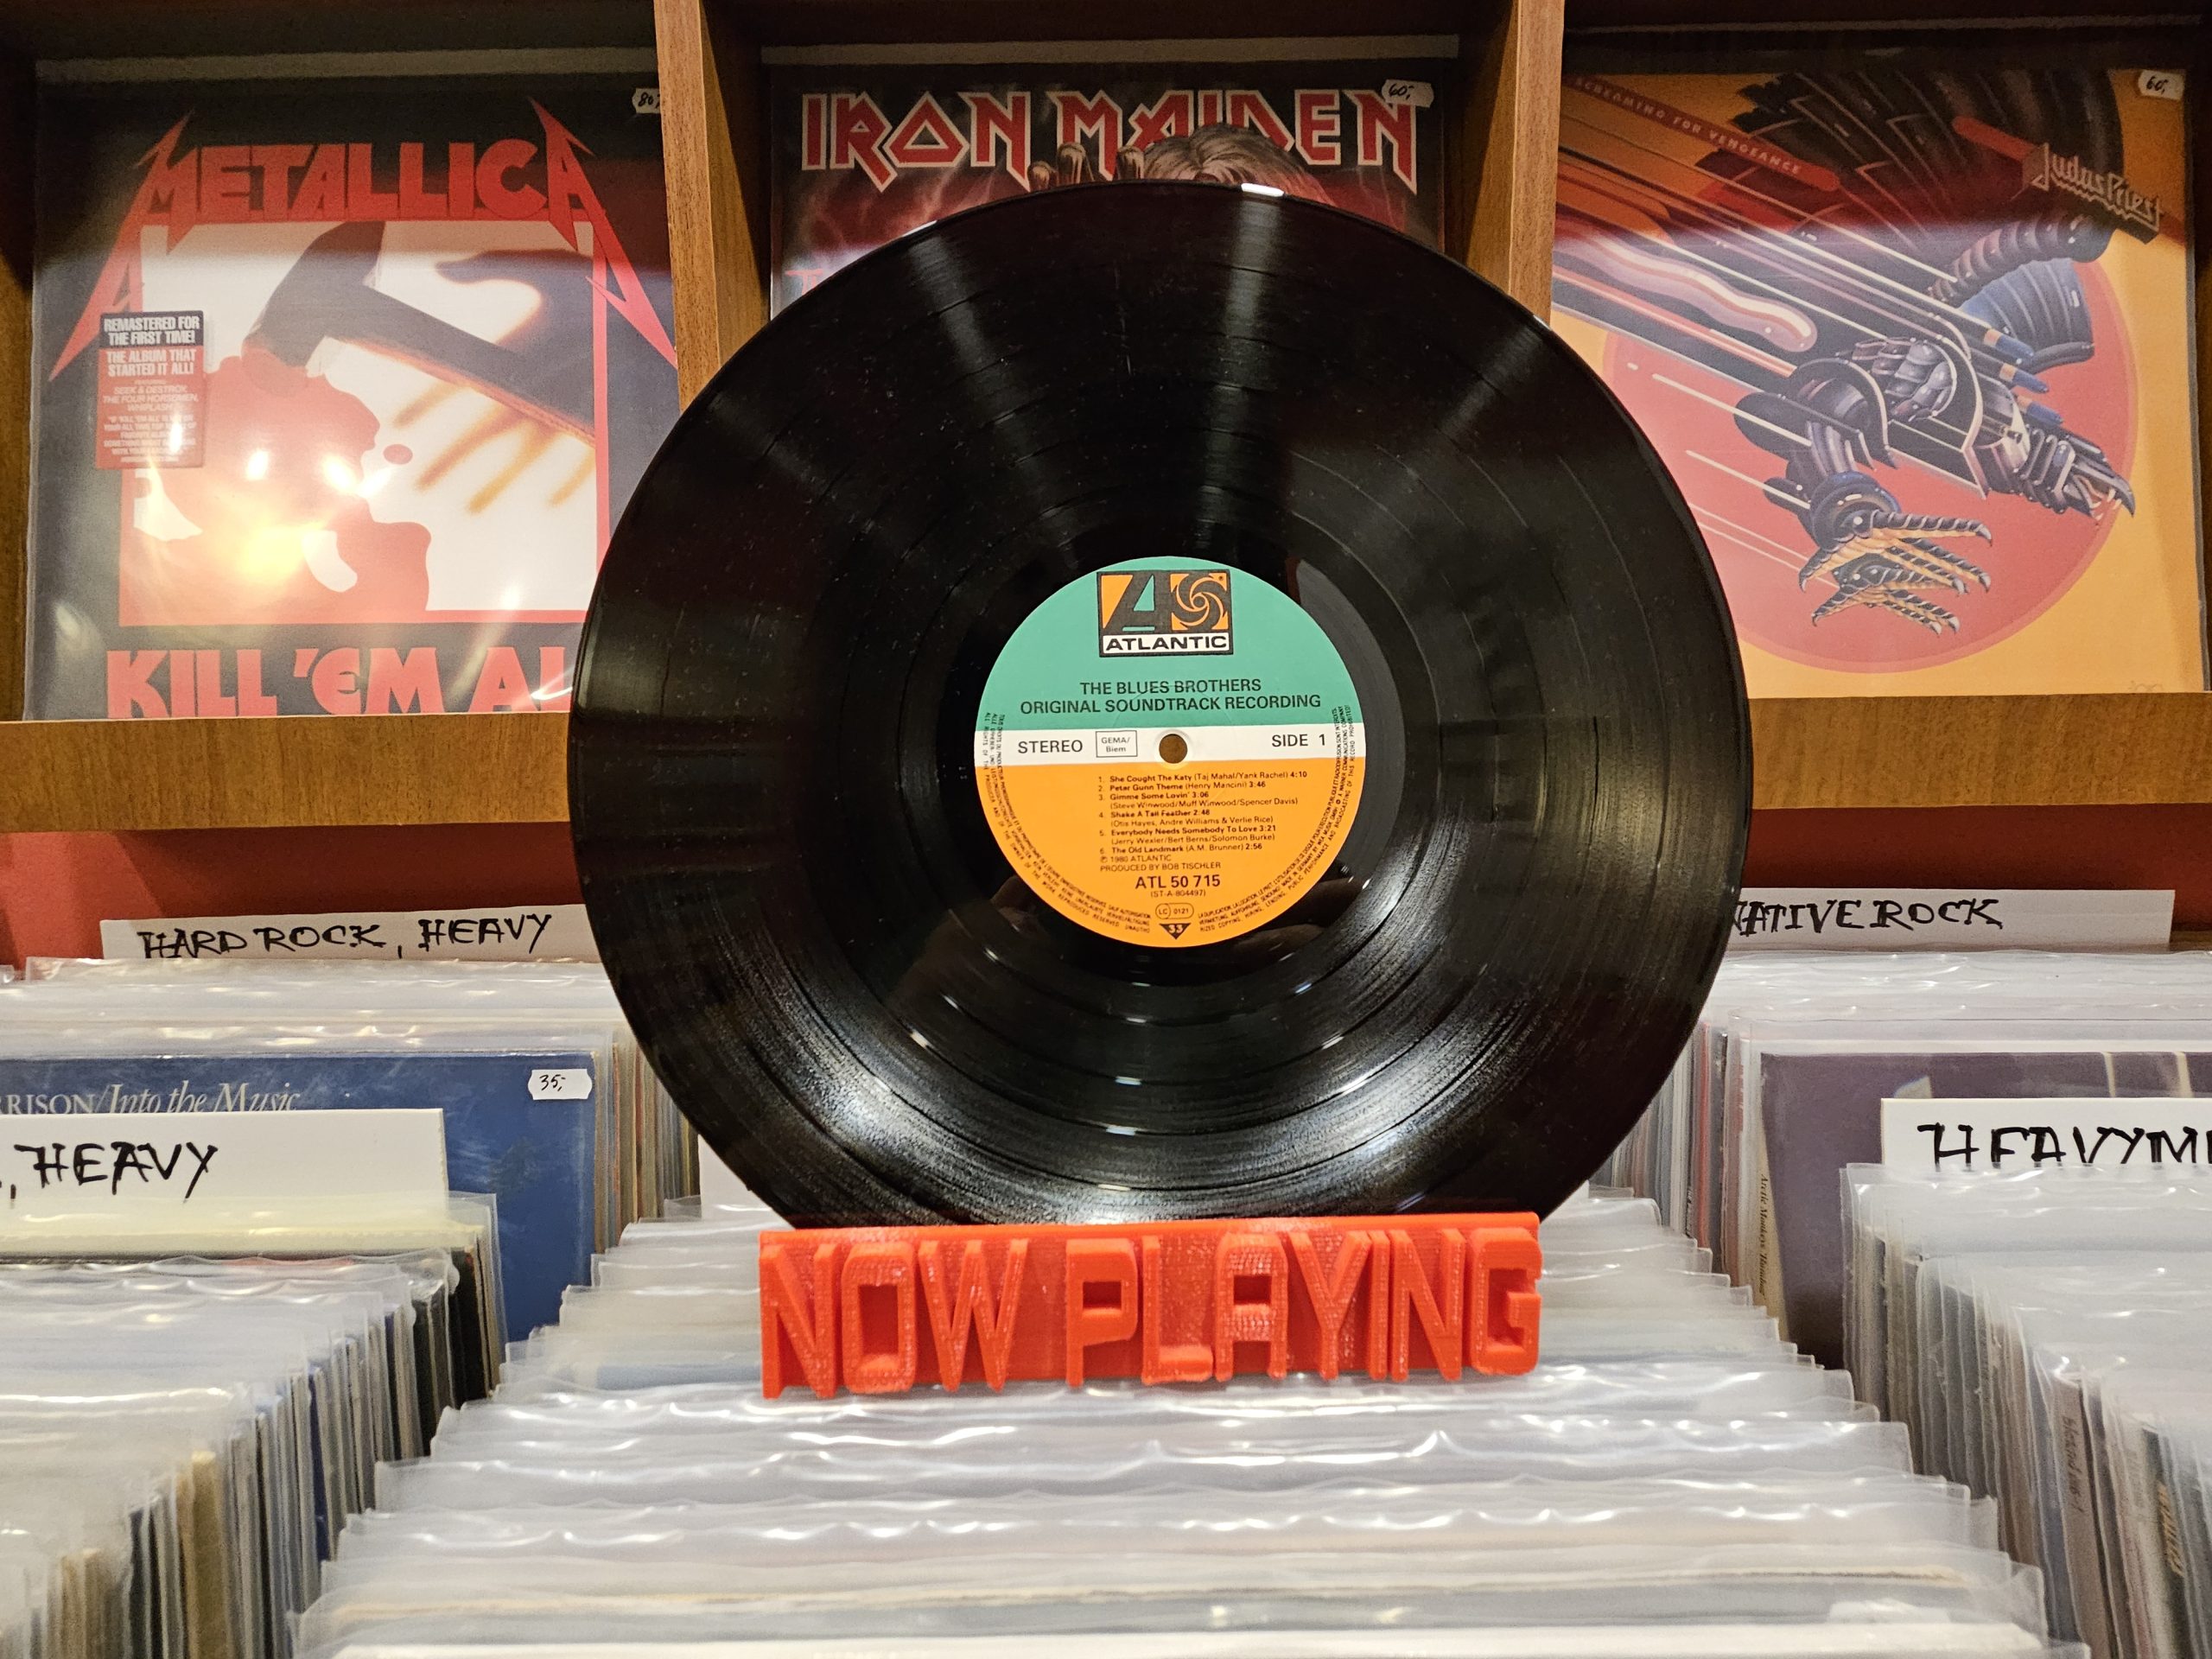 METALLICA
80,-
REMASTERED FOR
THE FIRST TIME!
THE ALBUM THAT
STARTED IT ALL!
FEATURING
SEEK & DESTROY,
THE FOUR HORSEMEN,
WHIPLASH
KILL 'EM AL
IRON MAIDEN
60,-
SCREAMING FOR VENGEANCE
Judas Priest
60,-
ATLANTIC
THE BLUES BROTHERS
ORIGINAL SOUNDTRACK RECORDING
STEREO
GEMA/
Biem
SIDE 1
1. She Cought The Katy (Taj Mahal/Yank Rachel) 4:10
2. Peter Gunn Theme (Henry Mancini) 3:46
3. Gimme Some Lovin' 3:06
(Steve Winwood/Muff Winwood/Spencer Davis)
4. Shake A Tail Feather 2:48
(Otis Hayes, Andre Williams & Verlie Rice)
5. Everybody Needs Somebody To Love 3:21
(Jerry Wexler/Bert Berns/Solomon Burke)
6. The Old Landmark (A.M. Brunner) 2:56
℗ 1980 ATLANTIC
PRODUCED BY BOB TISCHLER
ATL 50 715
(ST-A-804497)
LC 0121
33
HARD ROCK, HEAVY
NATIVE ROCK
RRISON/Into the Music
35,-
, HEAVY
HEAVYM
Arctic Monkeys
NOW PLAYING